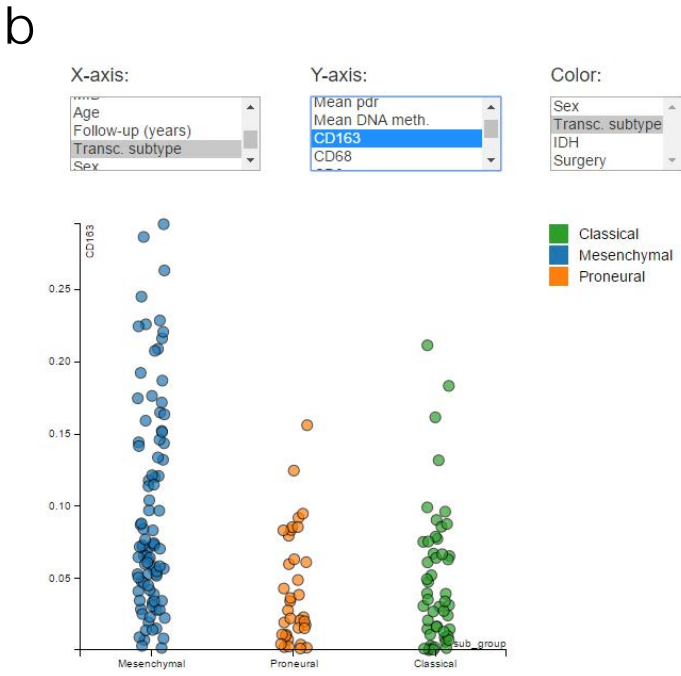 b
X-axis:
Y-axis:
Color:
Age
Follow-up (years)
Transc. subtype
Sex
Mean pdr
Mean DNA meth.
CD163
CD68
Sex
Transc. subtype
IDH
Surgery
CD163
Classical
Mesenchymal
Proneural
0.25
0.20
0.15
0.10
0.05
sub_group
Mesenchymal
Proneural
Classical